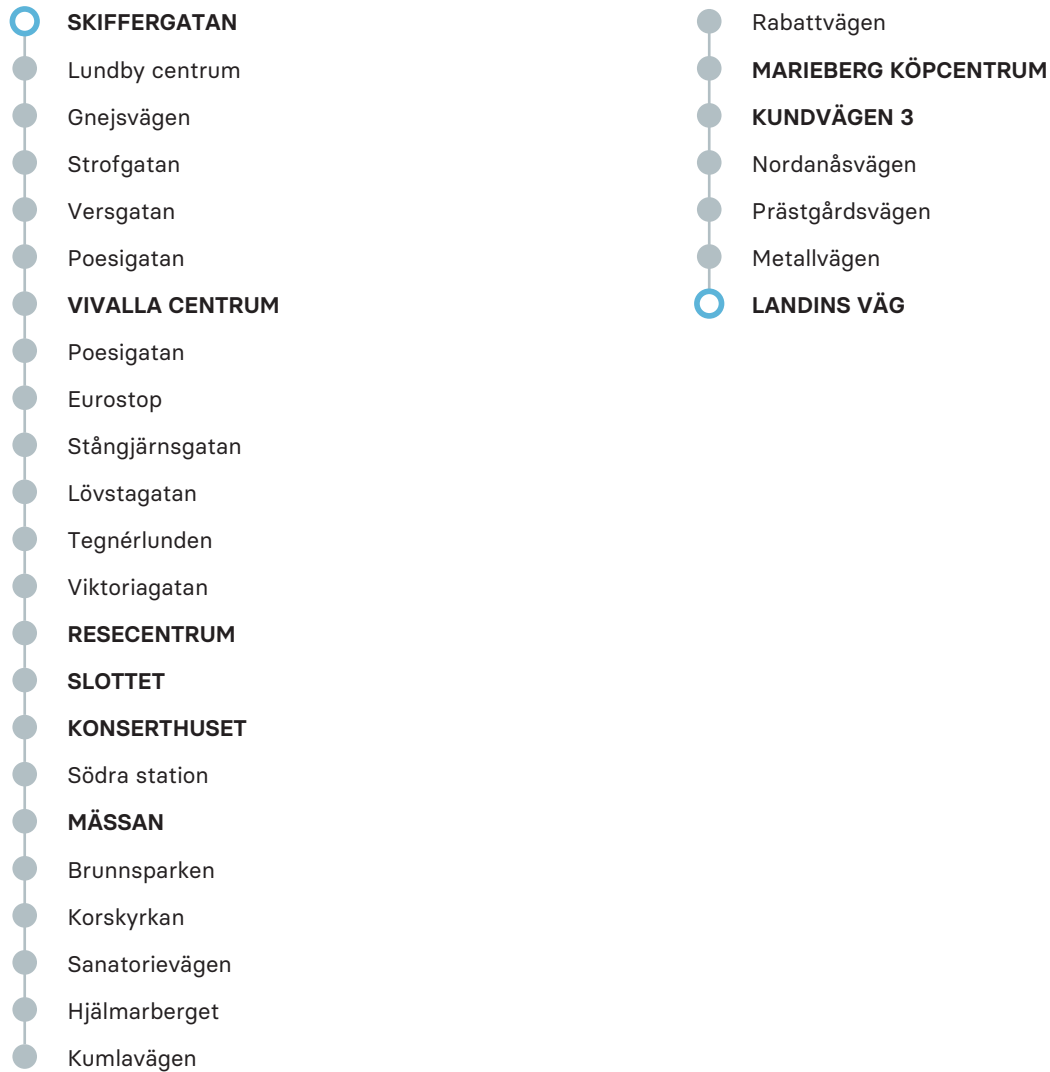 SKIFFERGATAN
Lundby centrum
Gnejsvägen
Strofgatan
Versgatan
Poesigatan
VIVALLA CENTRUM
Poesigatan
Eurostop
Stångjärnsgatan
Lövstagatan
Tegnérlunden
Viktoriagatan
RESECENTRUM
SLOTTET
KONSERTHUSET
Södra station
MÄSSAN
Brunnsparken
Korskyrkan
Sanatorievägen
Hjälmarberget
Kumlavägen
Rabattvägen
MARIEBERG KÖPCENTRUM
KUNDVÄGEN 3
Nordanåsvägen
Prästgårdsvägen
Metallvägen
LANDINS VÄG